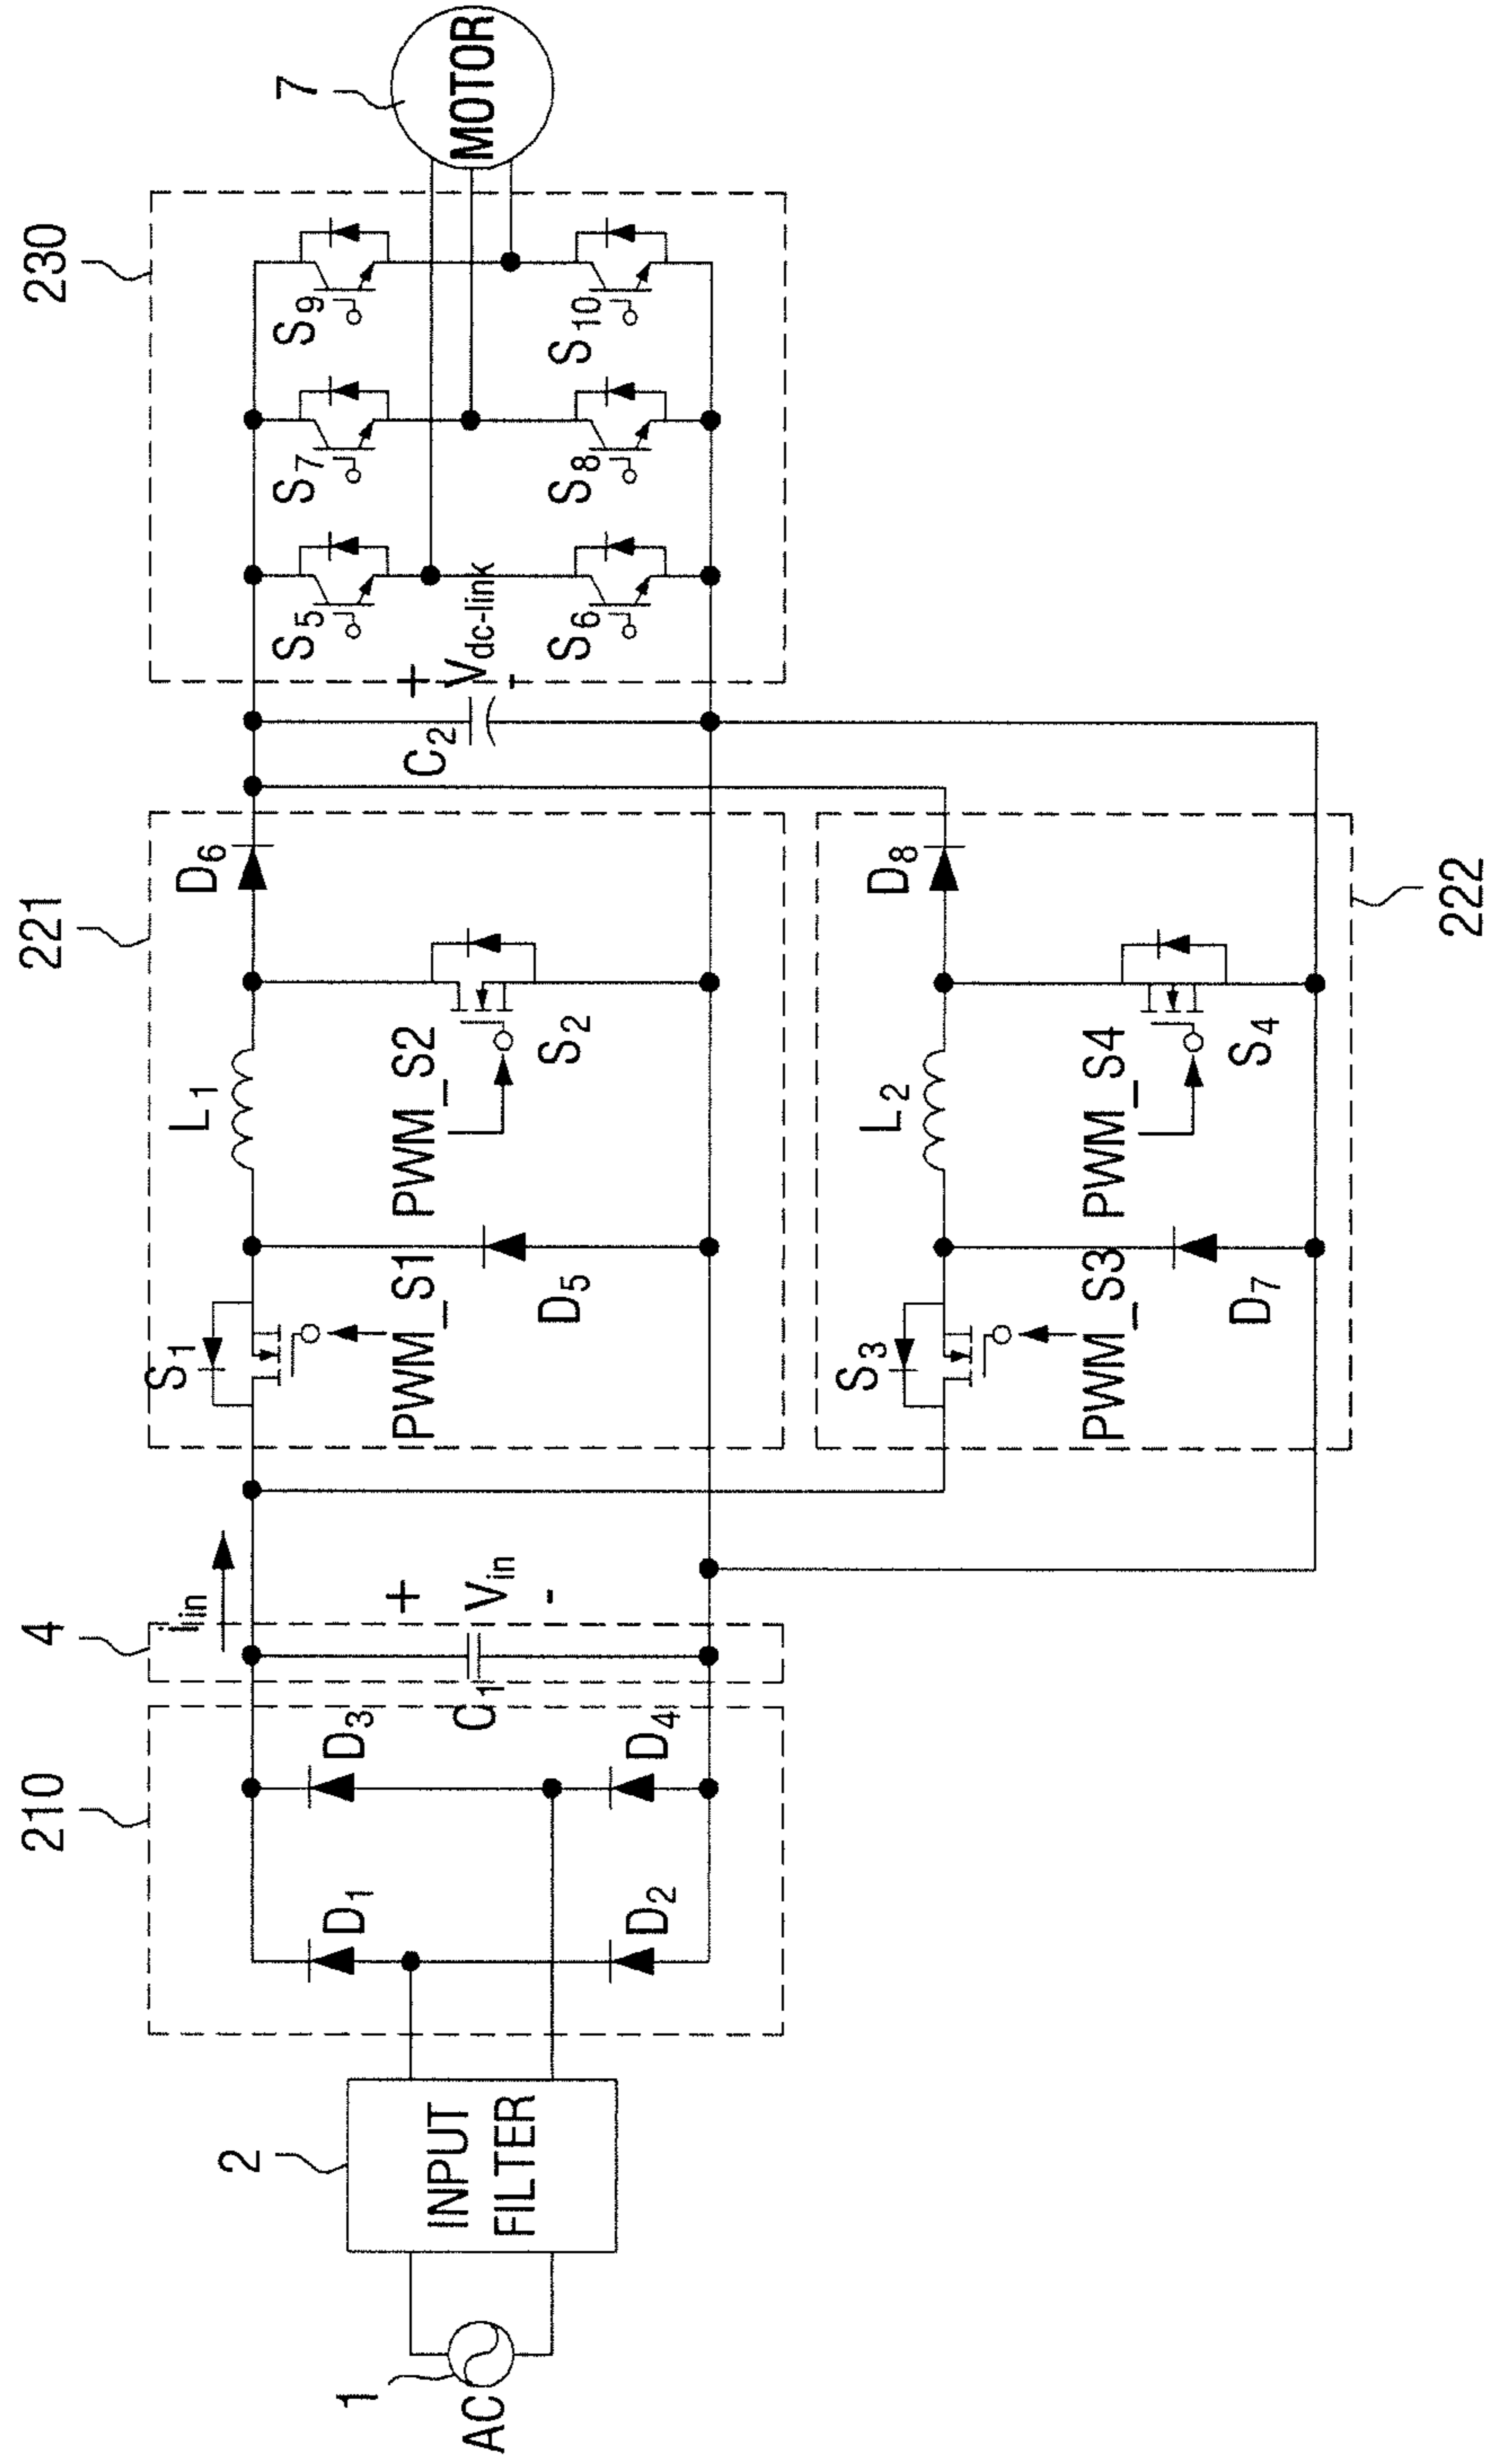 230
7
MOTOR
S9
S10
S7
S8
S5
S6
+
Vdc-link
-
C2
221
D6
L1
PWM_S2
S2
S1
PWM_S1
D5
222
D8
L2
PWM_S4
S4
S3
PWM_S3
D7
4
iin
+
Vin
-
C1
210
D3
D4
D1
D2
2
INPUT
FILTER
1
AC